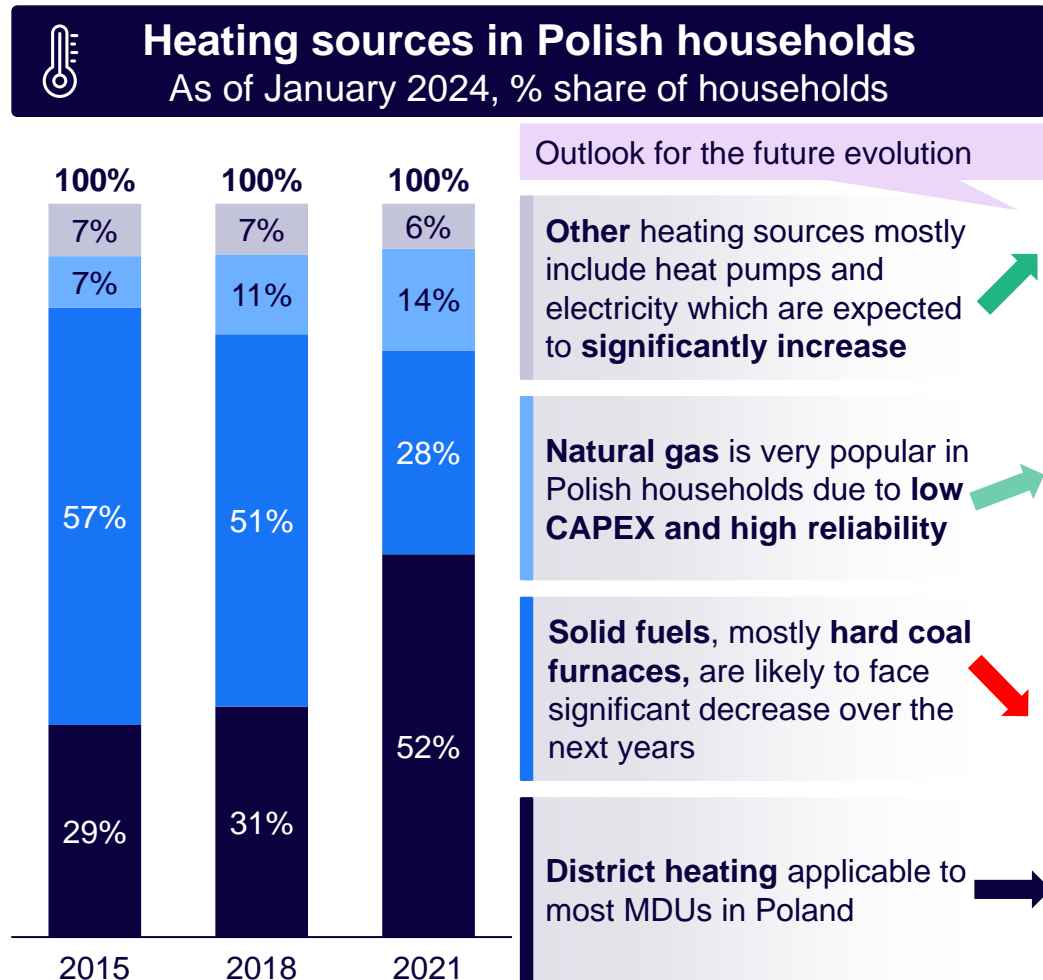 Heating sources in Polish households
As of January 2024, % share of households
100%
100%
100%
7%
7%
6%
7%
11%
14%
57%
51%
28%
29%
31%
52%
2015
2018
2021
Outlook for the future evolution
Other heating sources mostly
include heat pumps and
electricity which are expected
to significantly increase
Natural gas is very popular in
Polish households due to low
CAPEX and high reliability
Solid fuels, mostly hard coal
furnaces, are likely to face
significant decrease over the
next years
District heating applicable to
most MDUs in Poland